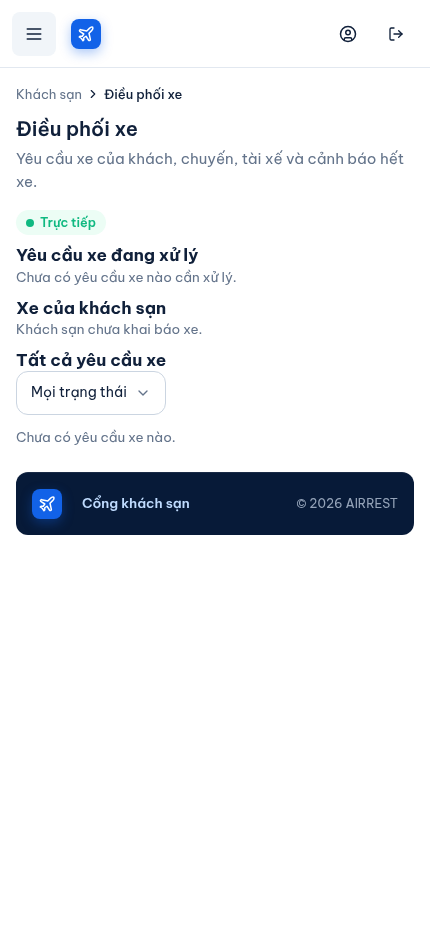 Khách sạn > Điều phối xe
Điều phối xe
Yêu cầu xe của khách, chuyến, tài xế và cảnh báo hết
xe.
Trực tiếp
Yêu cầu xe đang xử lý
Chưa có yêu cầu xe nào cần xử lý.
Xe của khách sạn
Khách sạn chưa khai báo xe.
Tất cả yêu cầu xe
Mọi trạng thái
Chưa có yêu cầu xe nào.
Cổng khách sạn © 2026 AIRREST